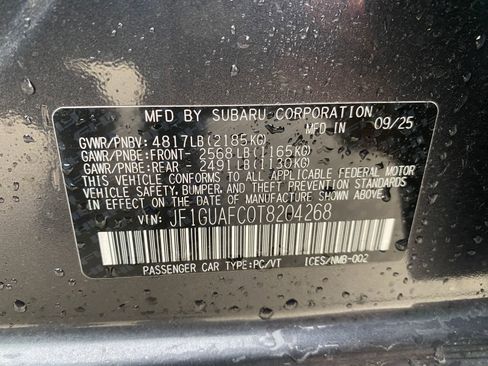 MFD BY SUBARU CORPORATION
MFD IN 09/25
GVWR/PNBV: 4817LB(2185KG)
GAWR/PNBE:FRONT- 2568LB(1165KG)
GAWR/PNBE:REAR - 2491LB(1130KG)
THIS VEHICLE CONFORMS TO ALL APPLICABLE FEDERAL MOTOR
VEHICLE SAFETY, BUMPER, AND THEFT PREVENTION STANDARDS
IN EFFECT ON THE DATE OF MANUFACTURE SHOWN ABOVE.
VIN: JF1GUAFC0T8204268
PASSENGER CAR TYPE:PC/VT ICES/NMB-002